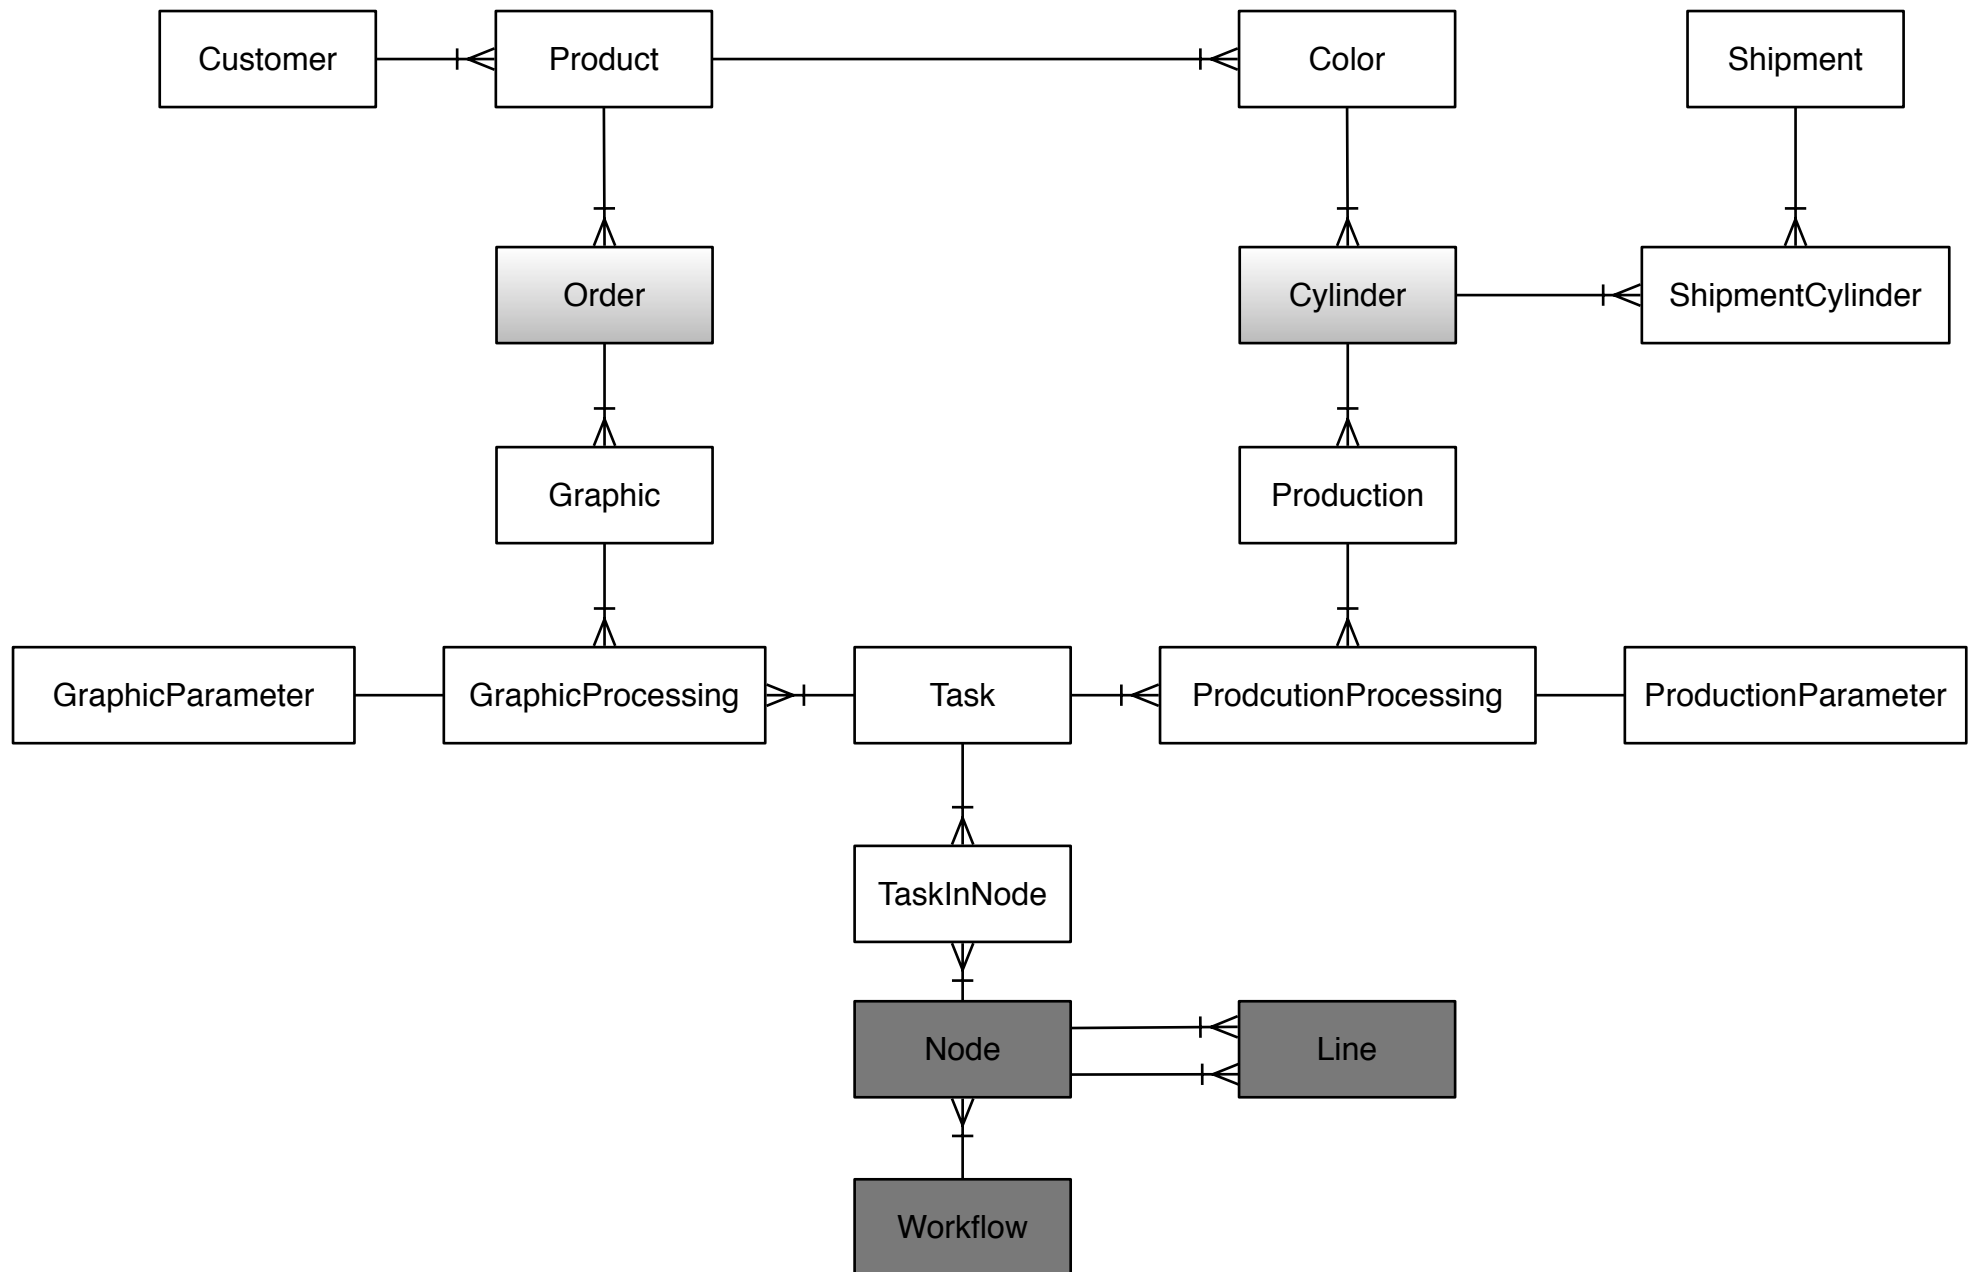 Customer
Product
Color
Shipment
Order
Cylinder
ShipmentCylinder
Graphic
Production
GraphicParameter
GraphicProcessing
Task
ProdcutionProcessing
ProductionParameter
TaskInNode
Node
Line
Workflow